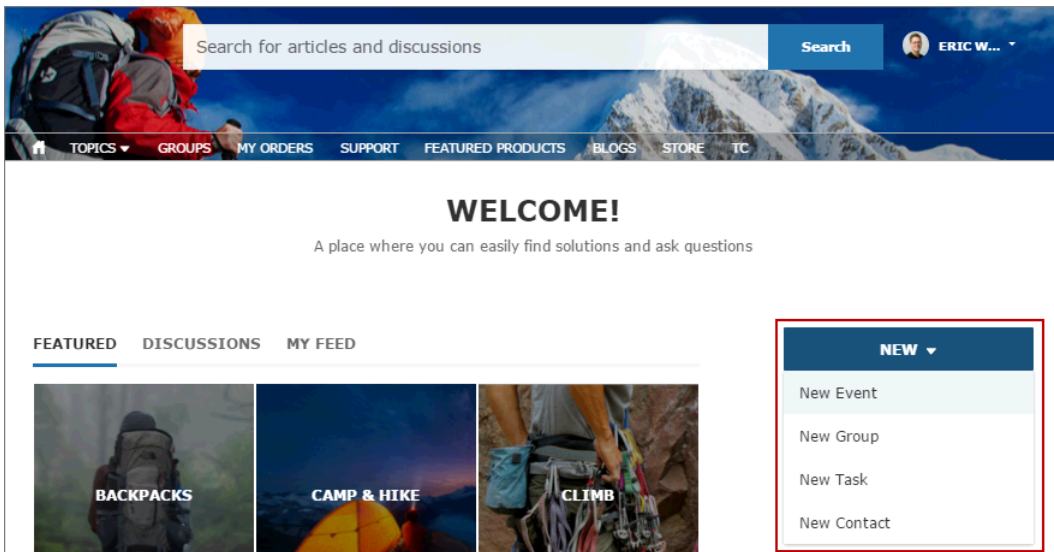 Search for articles and discussions
Search
ERIC W...
TOPICS
GROUPS
MY ORDERS
SUPPORT
FEATURED PRODUCTS
BLOGS
STORE
TC
WELCOME!
A place where you can easily find solutions and ask questions
FEATURED
DISCUSSIONS
MY FEED
NEW
New Event
New Group
New Task
New Contact
BACKPACKS
CAMP & HIKE
CLIMB